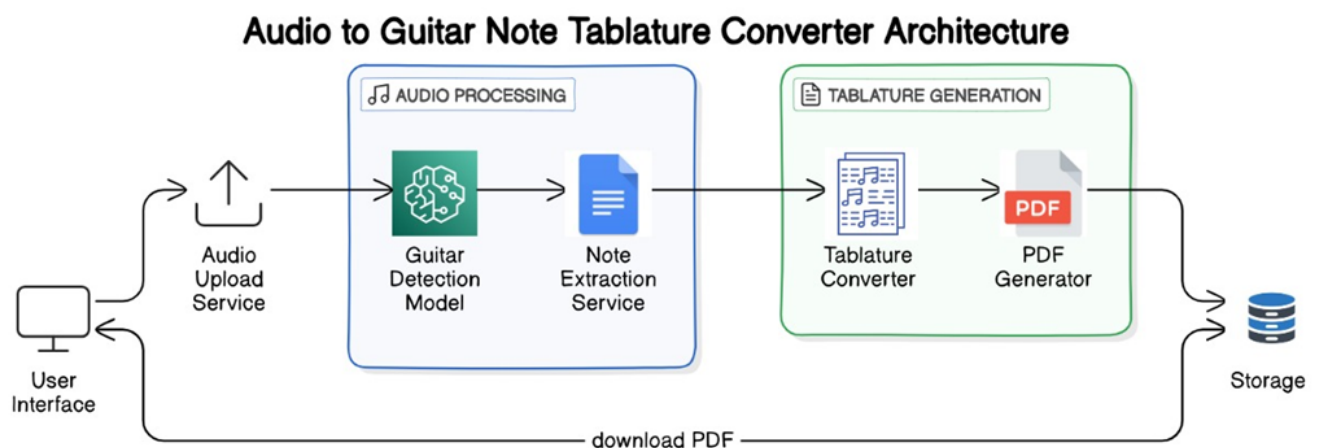 Audio to Guitar Note Tablature Converter Architecture
AUDIO PROCESSING
TABLATURE GENERATION
Audio
Upload
Service
Guitar
Detection
Model
Note
Extraction
Service
Tablature
Converter
PDF
PDF
Generator
User
Interface
Storage
download PDF